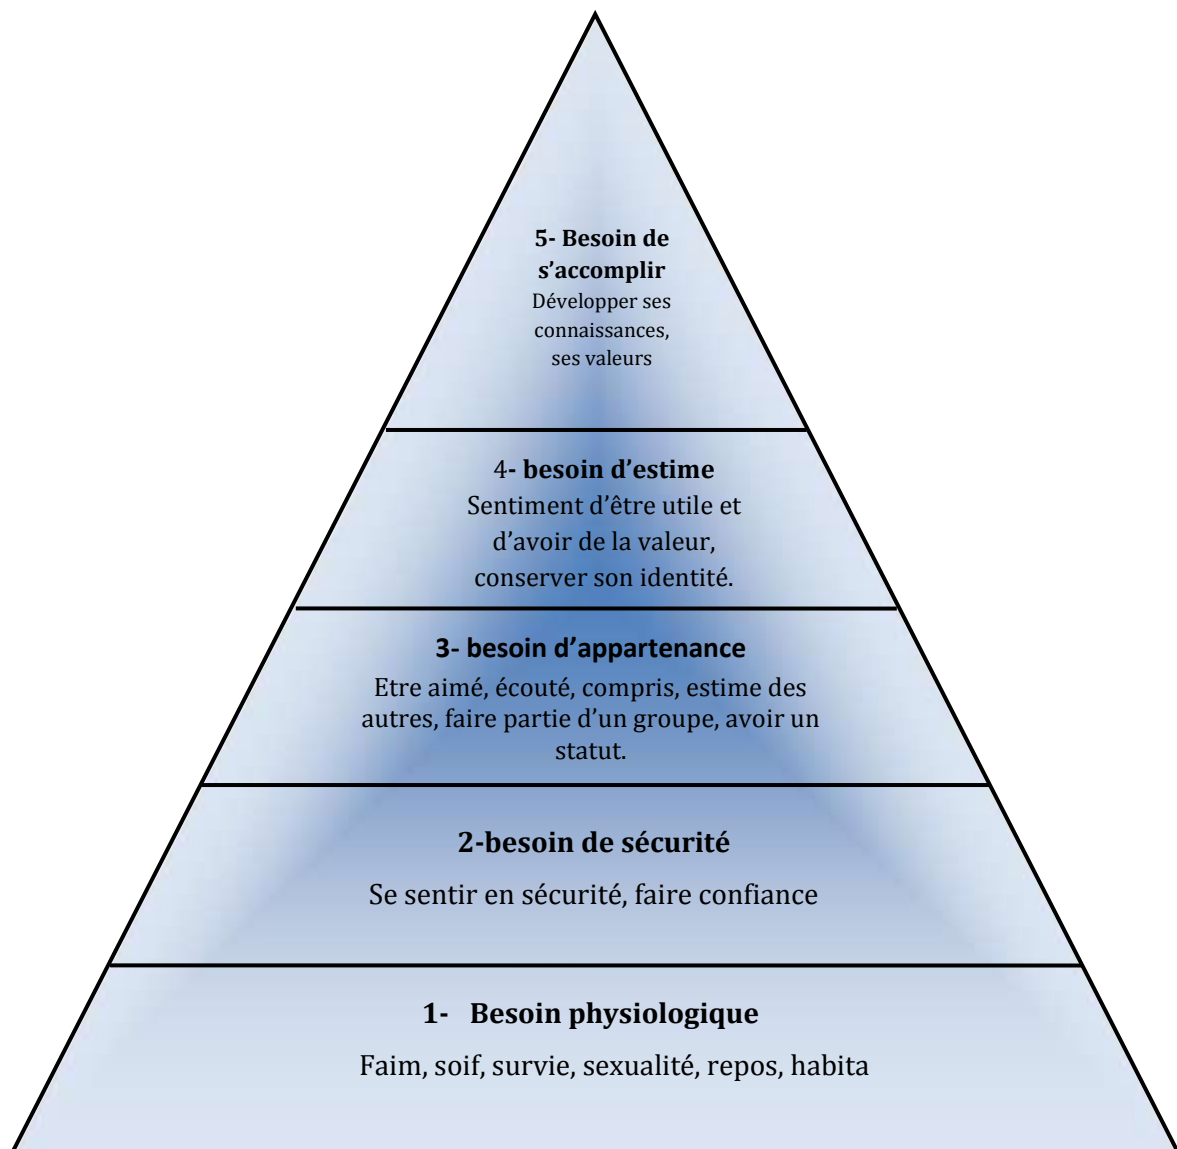 5- Besoin de
s’accomplir
Développer ses
connaissances,
ses valeurs
4- besoin d’estime
Sentiment d’être utile et
d’avoir de la valeur,
conserver son identité.
3- besoin d’appartenance
Etre aimé, écouté, compris, estime des
autres, faire partie d’un groupe, avoir un
statut.
2-besoin de sécurité
Se sentir en sécurité, faire confiance
1- Besoin physiologique
Faim, soif, survie, sexualité, repos, habita